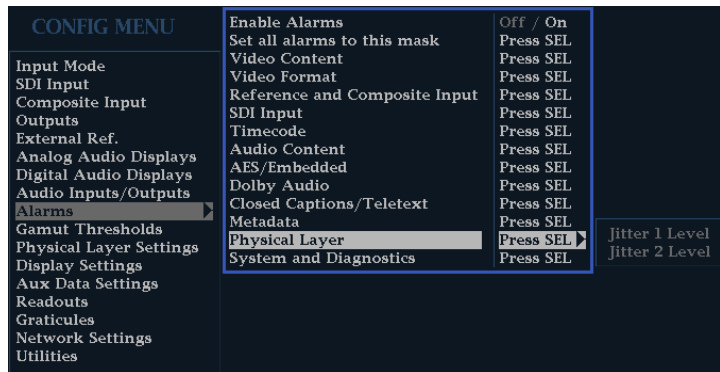 CONFIG MENU
Input Mode
SDI Input
Composite Input
Outputs
External Ref.
Analog Audio Displays
Digital Audio Displays
Audio Inputs/Outputs
Alarms
Gamut Thresholds
Physical Layer Settings
Display Settings
Aux Data Settings
Readouts
Graticules
Network Settings
Utilities
Enable Alarms Off / On
Set all alarms to this mask Press SEL
Video Content Press SEL
Video Format Press SEL
Reference and Composite Input Press SEL
SDI Input Press SEL
Timecode Press SEL
Audio Content Press SEL
AES/Embedded Press SEL
Dolby Audio Press SEL
Closed Captions/Teletext Press SEL
Metadata Press SEL
Physical Layer Press SEL
System and Diagnostics Press SEL
Jitter 1 Level
Jitter 2 Level